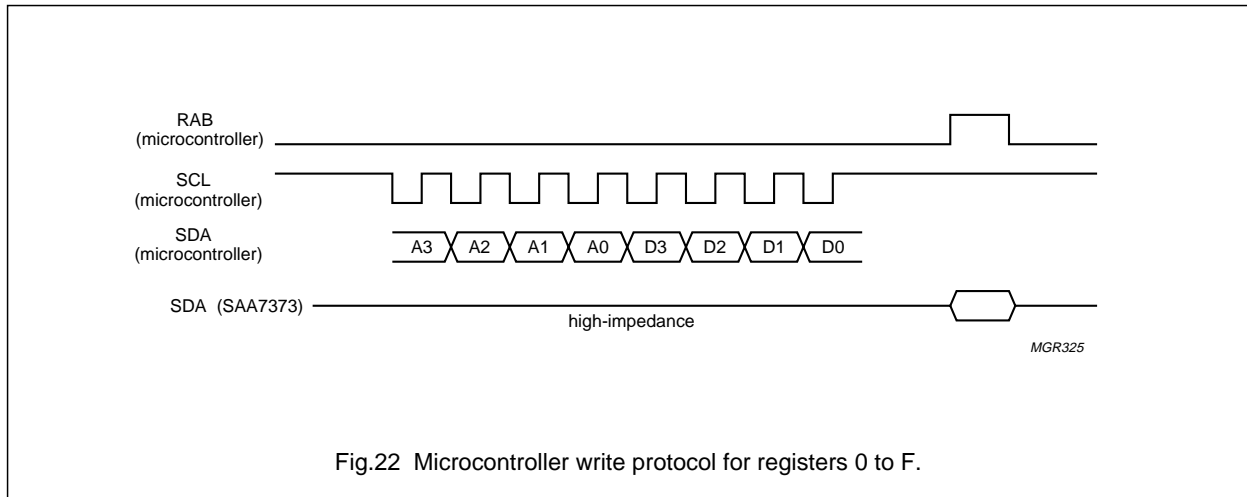 RAB
(microcontroller)
SCL
(microcontroller)
SDA
(microcontroller)
A3 A2 A1 A0 D3 D2 D1 D0
SDA (SAA7373)
high-impedance
MGR325
Fig.22 Microcontroller write protocol for registers 0 to F.